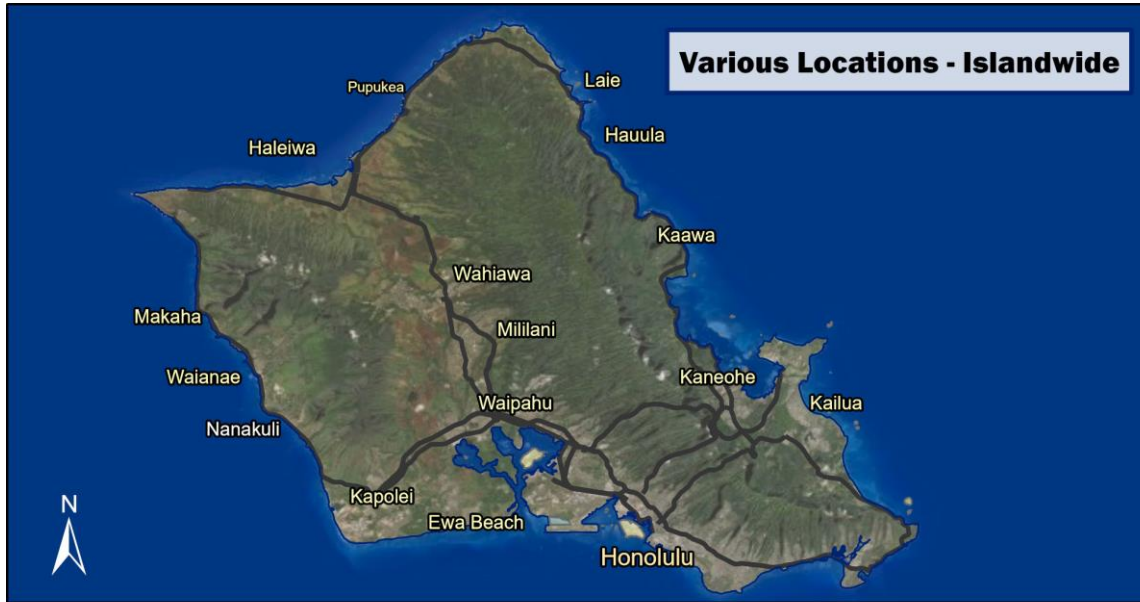 Various Locations - Islandwide
Laie
Pupukea
Hauula
Haleiwa
Kaawa
Wahiawa
Makaha
Mililani
Waianae
Kaneohe
Waipahu
Kailua
Nanakuli
Kapolei
N
Ewa Beach
Honolulu